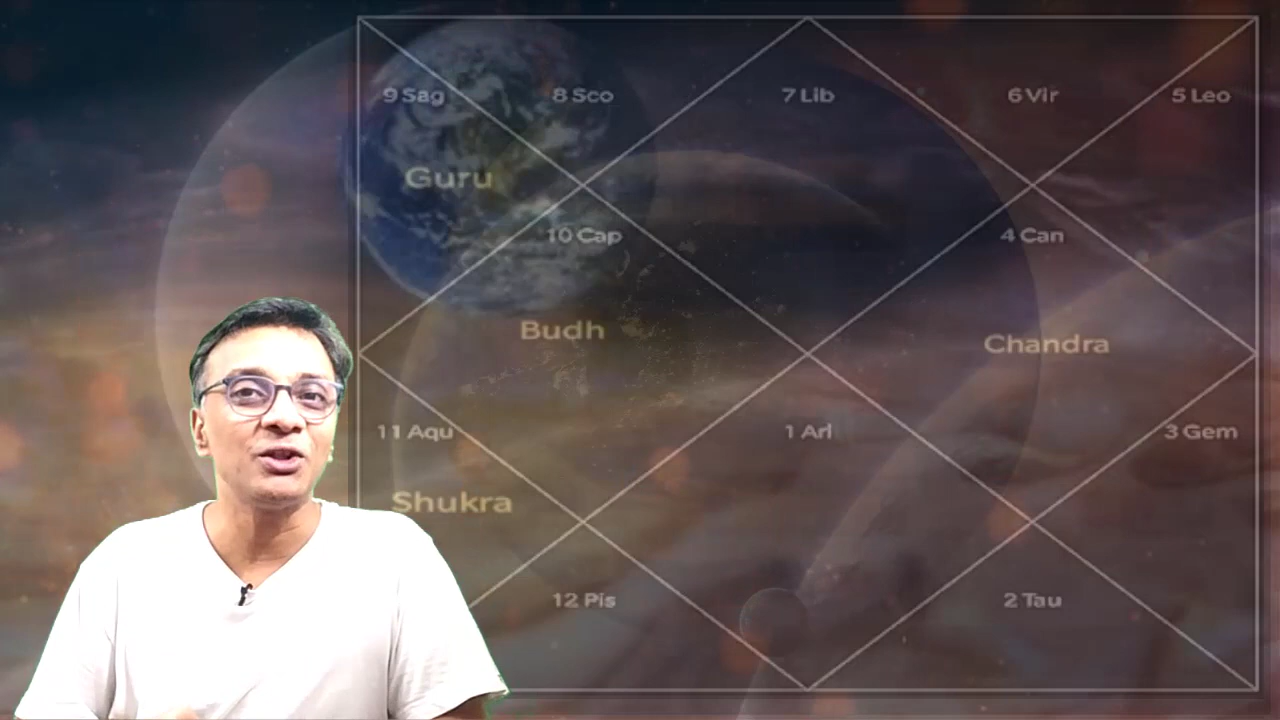 9 Sag
8 Sco
7 Lib
6 Vir
5 Leo
Guru
10 Cap
4 Can
Budh
Chandra
11 Aqu
1 Ari
3 Gem
Shukra
12 Pis
2 Tau